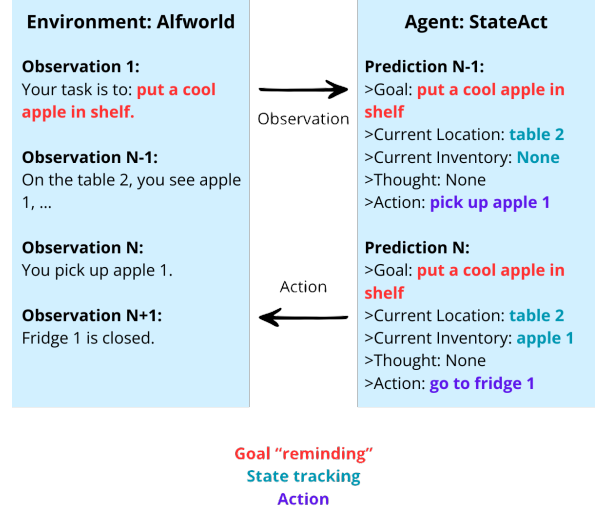 Environment: Alfworld
Observation 1:
Your task is to: put a cool
apple in shelf.
Observation N-1:
On the table 2, you see apple
1, ...
Observation N:
You pick up apple 1.
Observation N+1:
Fridge 1 is closed.
Observation
Action
Agent: StateAct
Prediction N-1:
>Goal: put a cool apple in
shelf
>Current Location: table 2
>Current Inventory: None
>Thought: None
>Action: pick up apple 1
Prediction N:
>Goal: put a cool apple in
shelf
>Current Location: table 2
>Current Inventory: apple 1
>Thought: None
>Action: go to fridge 1
Goal “reminding”
State tracking
Action